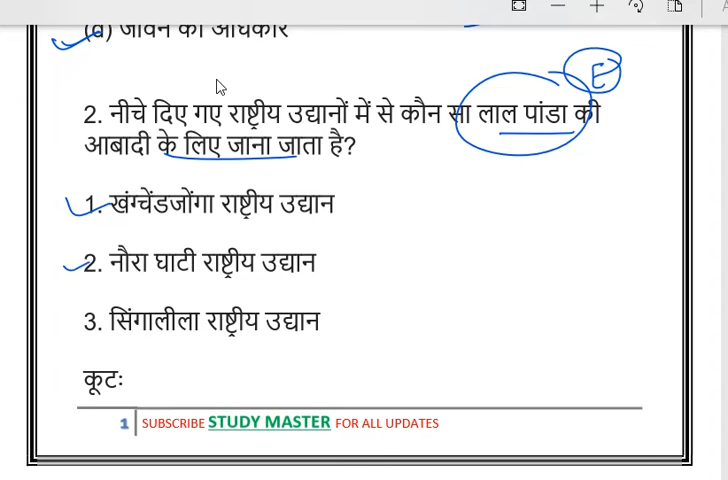 (d) जीवन का अधिकार
E
2. नीचे दिए गए राष्ट्रीय उद्यानों में से कौन सा लाल पांडा की
आबादी के लिए जाना जाता है?
1. खंग्चेंडजोंगा राष्ट्रीय उद्यान
2. नौरा घाटी राष्ट्रीय उद्यान
3. सिंगालीला राष्ट्रीय उद्यान
कूटः
1 SUBSCRIBE STUDY MASTER FOR ALL UPDATES